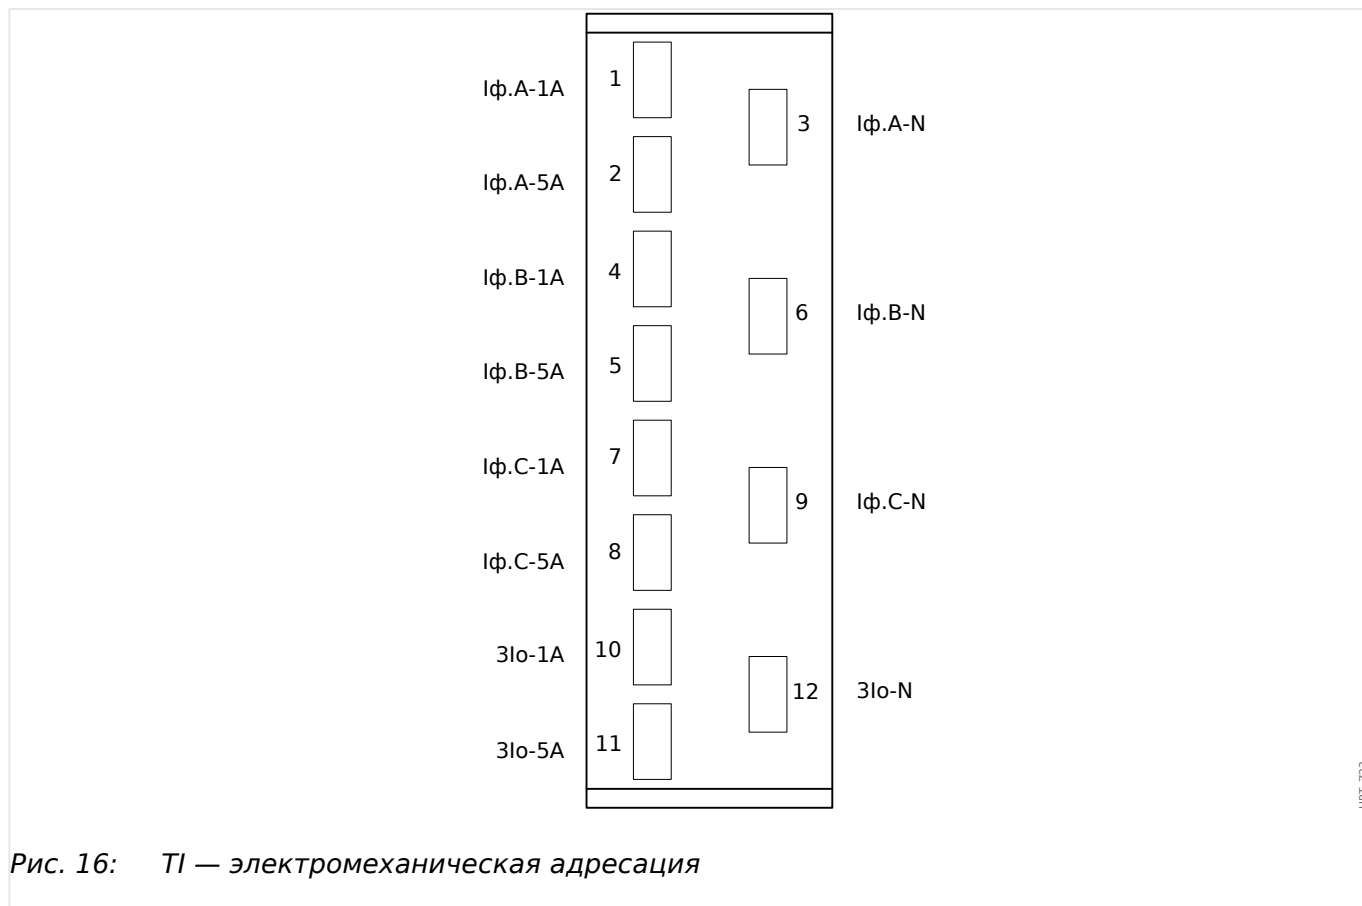 1
Iф.A-1A
3
Iф.A-N
2
Iф.A-5A
4
Iф.B-1A
6
Iф.B-N
5
Iф.B-5A
7
Iф.C-1A
9
Iф.C-N
8
Iф.C-5A
10
3Io-1A
12
3Io-N
11
3Io-5A
Рис. 16: TI — электромеханическая адресация